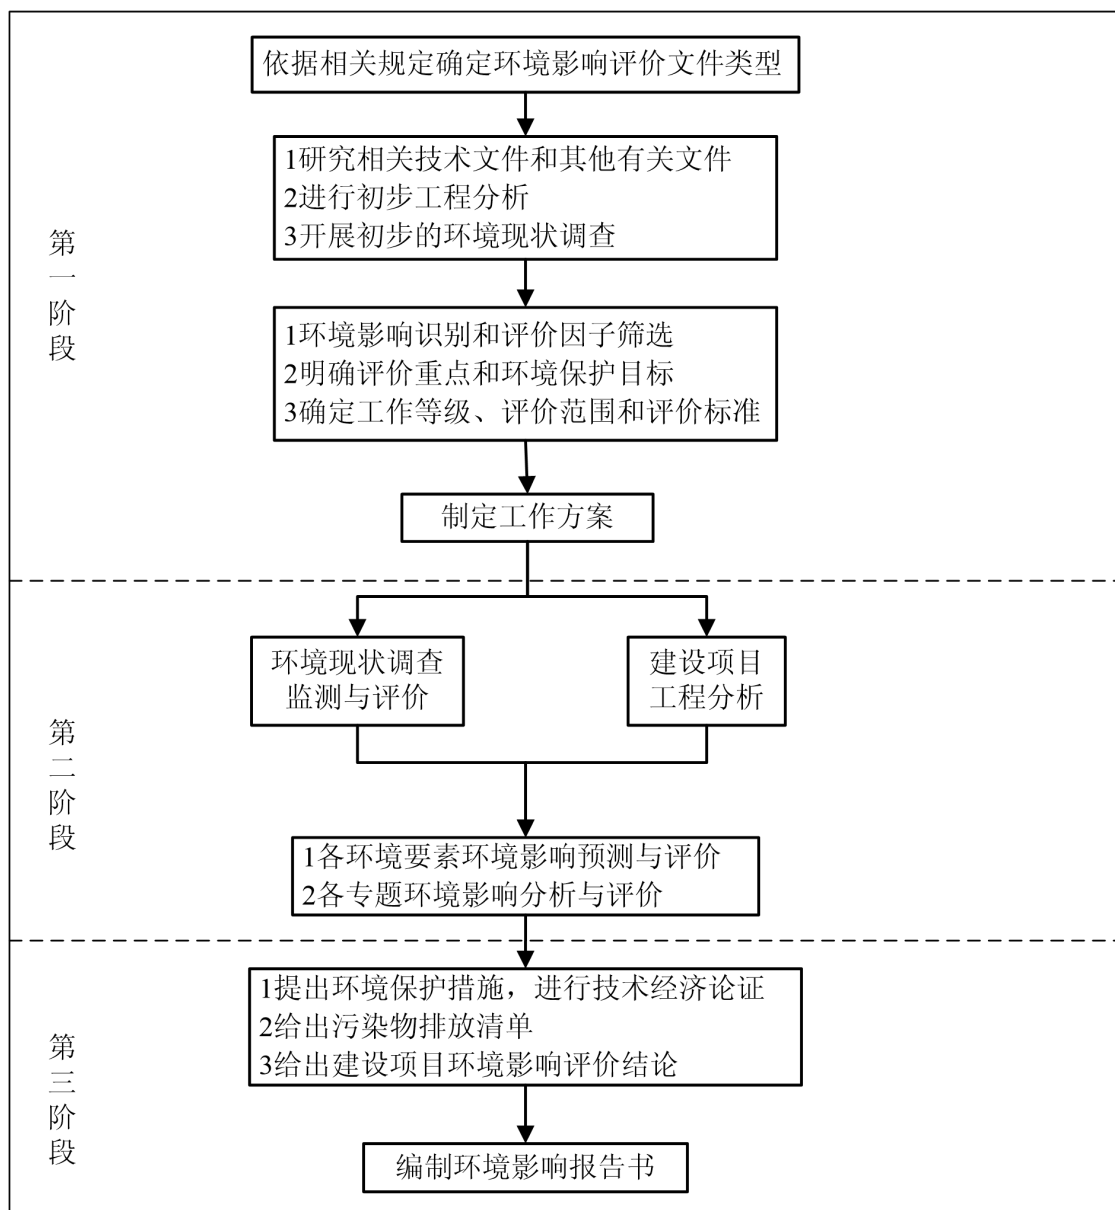 依据相关规定确定环境影响评价文件类型
1研究相关技术文件和其他有关文件
2进行初步工程分析
3开展初步的环境现状调查
第一阶段
1环境影响识别和评价因子筛选
2明确评价重点和环境保护目标
3确定工作等级、评价范围和评价标准
制定工作方案
环境现状调查
监测与评价
建设项目
工程分析
第二阶段
1各环境要素环境影响预测与评价
2各专题环境影响分析与评价
1提出环境保护措施，进行技术经济论证
2给出污染物排放清单
3给出建设项目环境影响评价结论
第三阶段
编制环境影响报告书